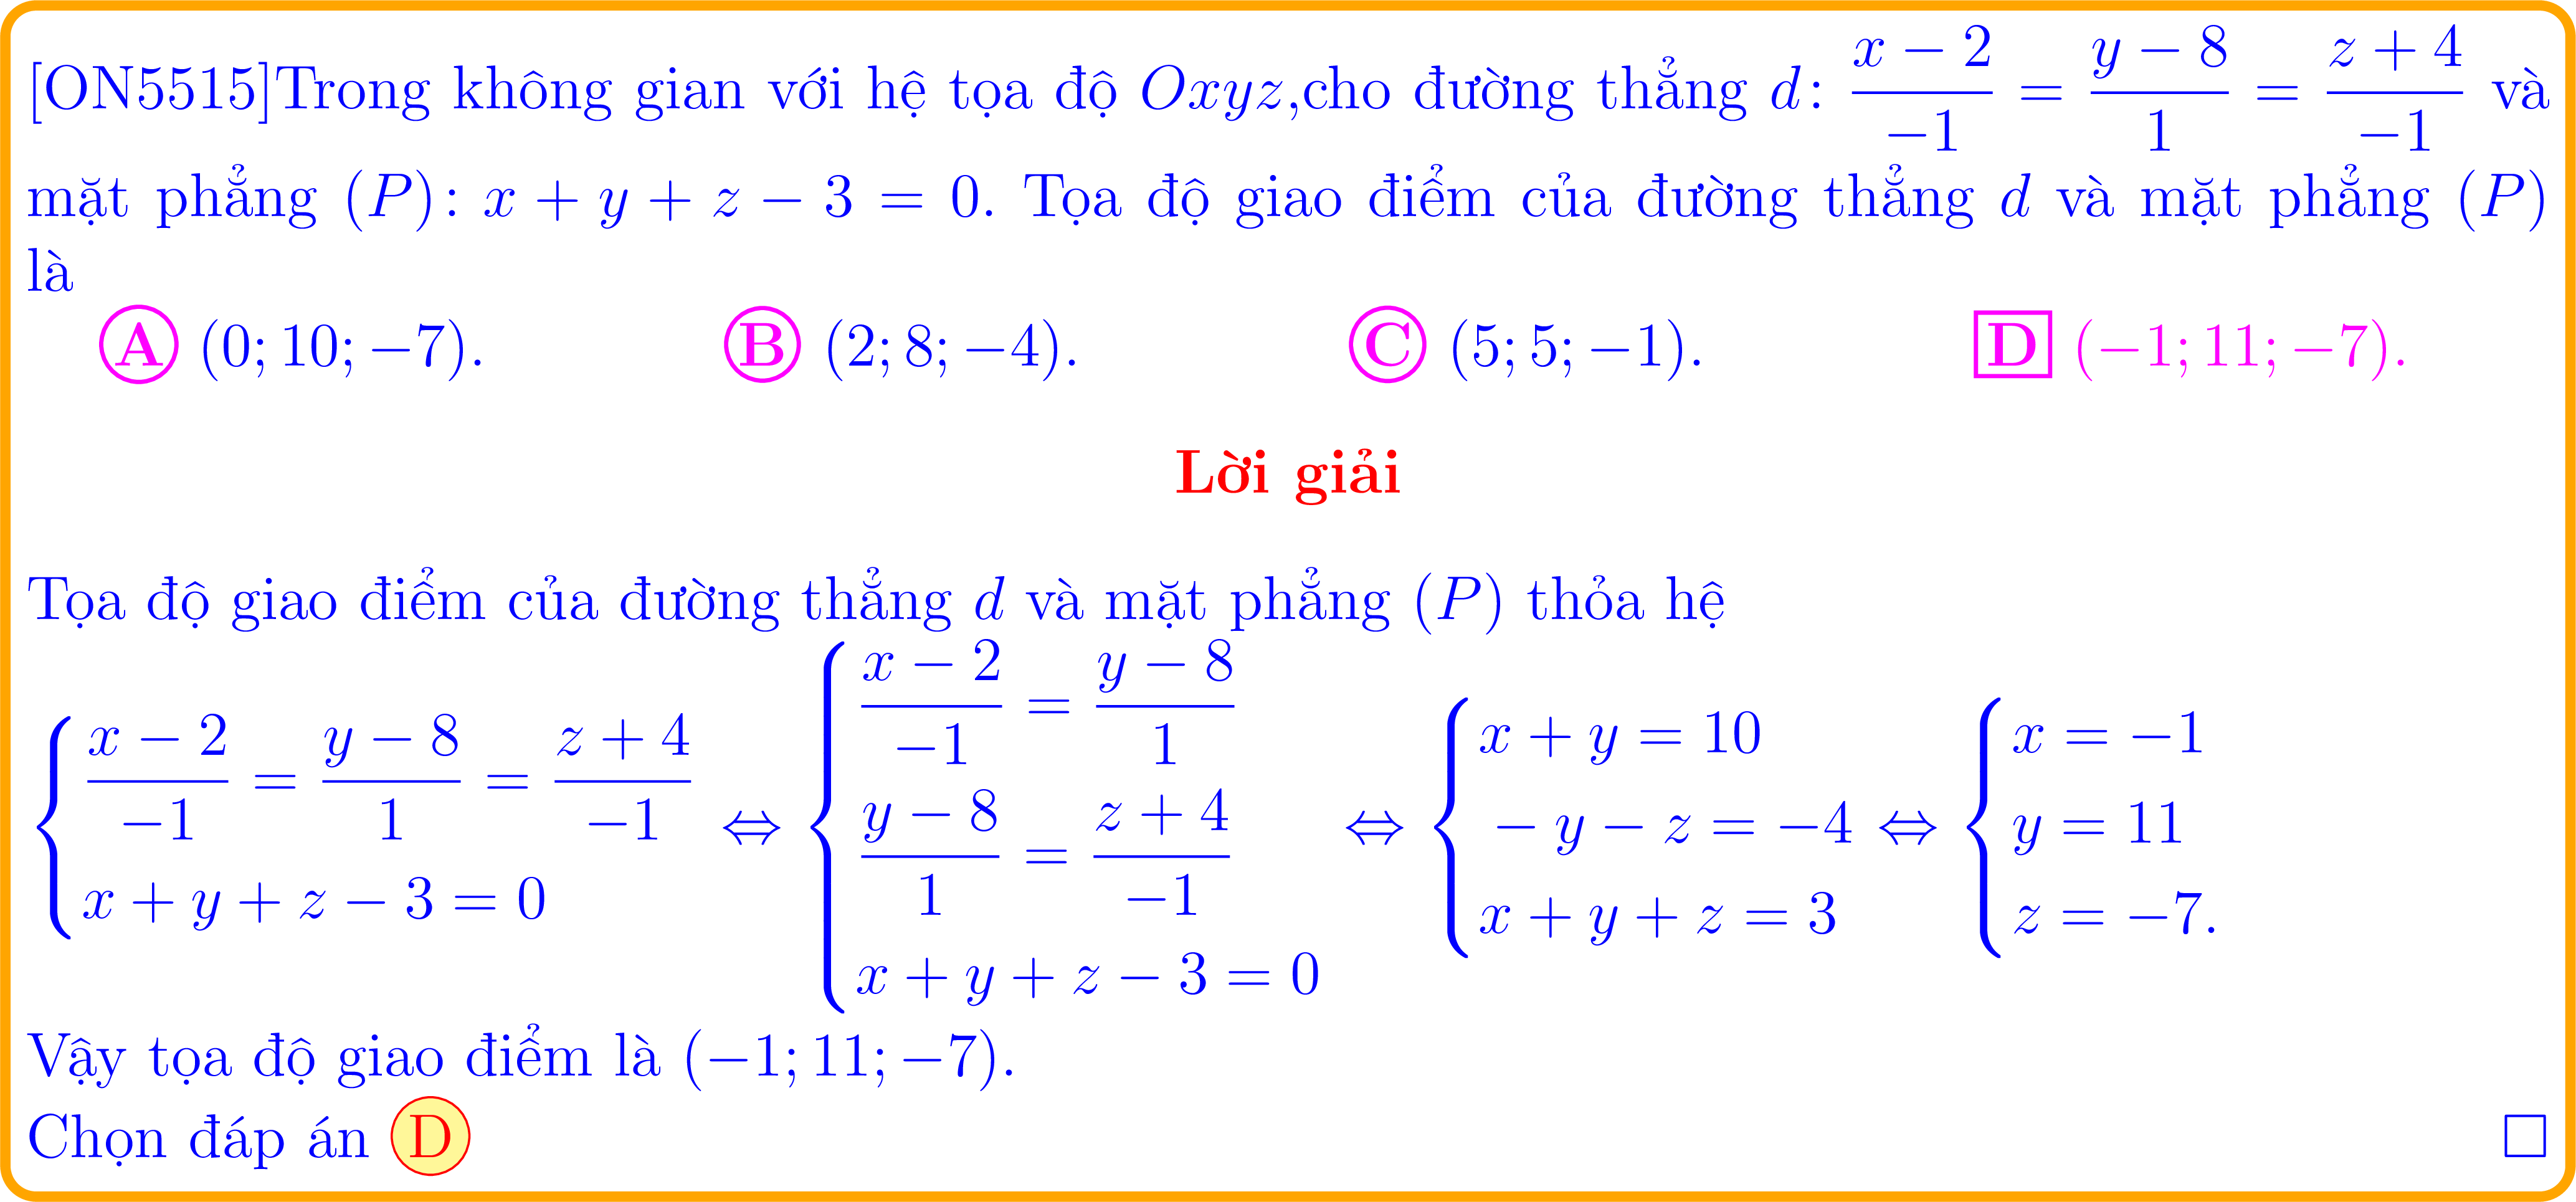 [ON5515]Trong không gian với hệ tọa độ Oxyz,cho đường thẳng d: \frac{x − 2}{−1} = \frac{y − 8}{1} = \frac{z + 4}{−1} và
mặt phẳng (P): x + y + z − 3 = 0. Tọa độ giao điểm của đường thẳng d và mặt phẳng (P)
là
A (0; 10; −7). B (2; 8; −4). C (5; 5; −1). D (−1; 11; −7).
Lời giải
Tọa độ giao điểm của đường thẳng d và mặt phẳng (P) thỏa hệ
\begin{cases} \frac{x − 2}{−1} = \frac{y − 8}{1} = \frac{z + 4}{−1} \\ x + y + z − 3 = 0 \end{cases} ⇔ \begin{cases} \frac{x − 2}{−1} = \frac{y − 8}{1} \\ \frac{y − 8}{1} = \frac{z + 4}{−1} \\ x + y + z − 3 = 0 \end{cases} ⇔ \begin{cases} x + y = 10 \\ − y − z = −4 \\ x + y + z = 3 \end{cases} ⇔ \begin{cases} x = −1 \\ y = 11 \\ z = −7. \end{cases}
Vậy tọa độ giao điểm là (−1; 11; −7).
Chọn đáp án D □